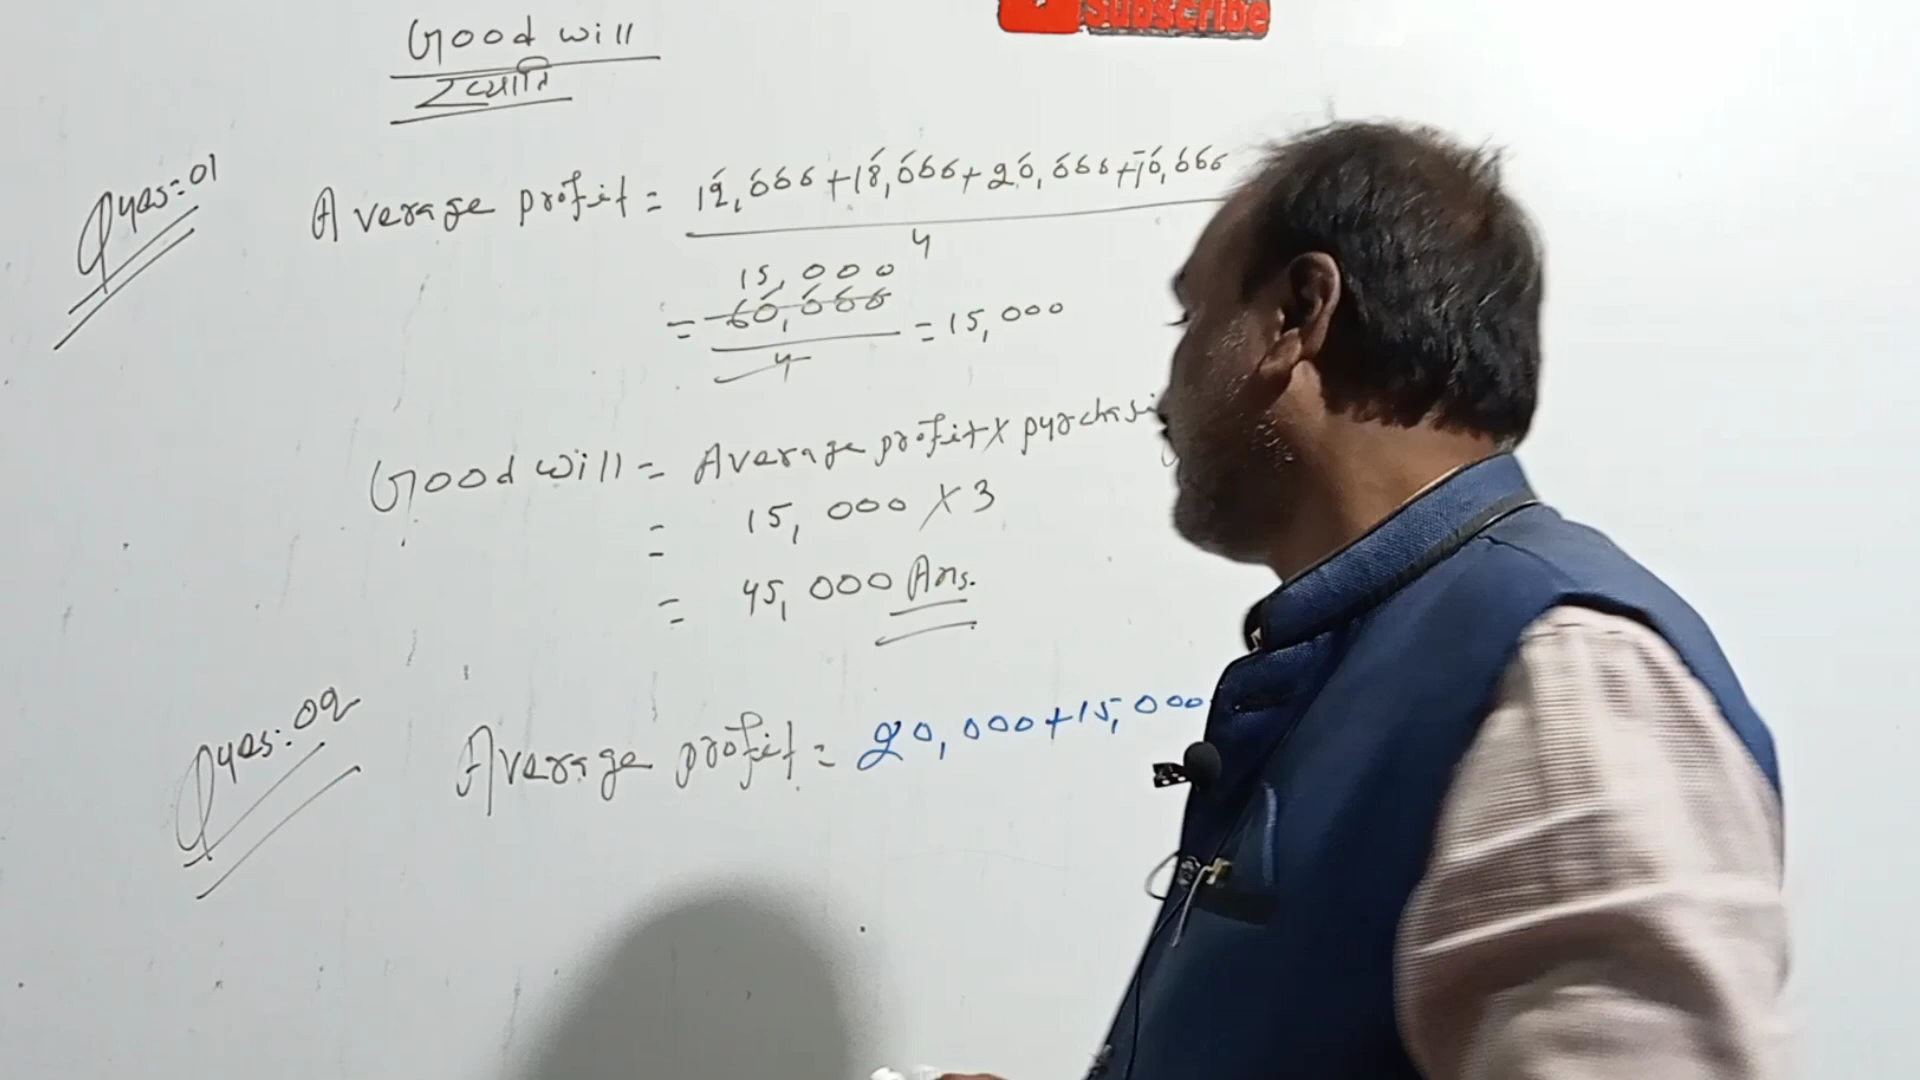 Subscribe
Good will
ख्याति
Ques:01
Average profit = 12,000+18,000+20,000+10,000
4
15,000
= 60,000 = 15,000
4
Good will = Average profit X purchasi
= 15,000 X 3
= 45,000 Ans.
Ques:02
Average profit = 20,000+15,000